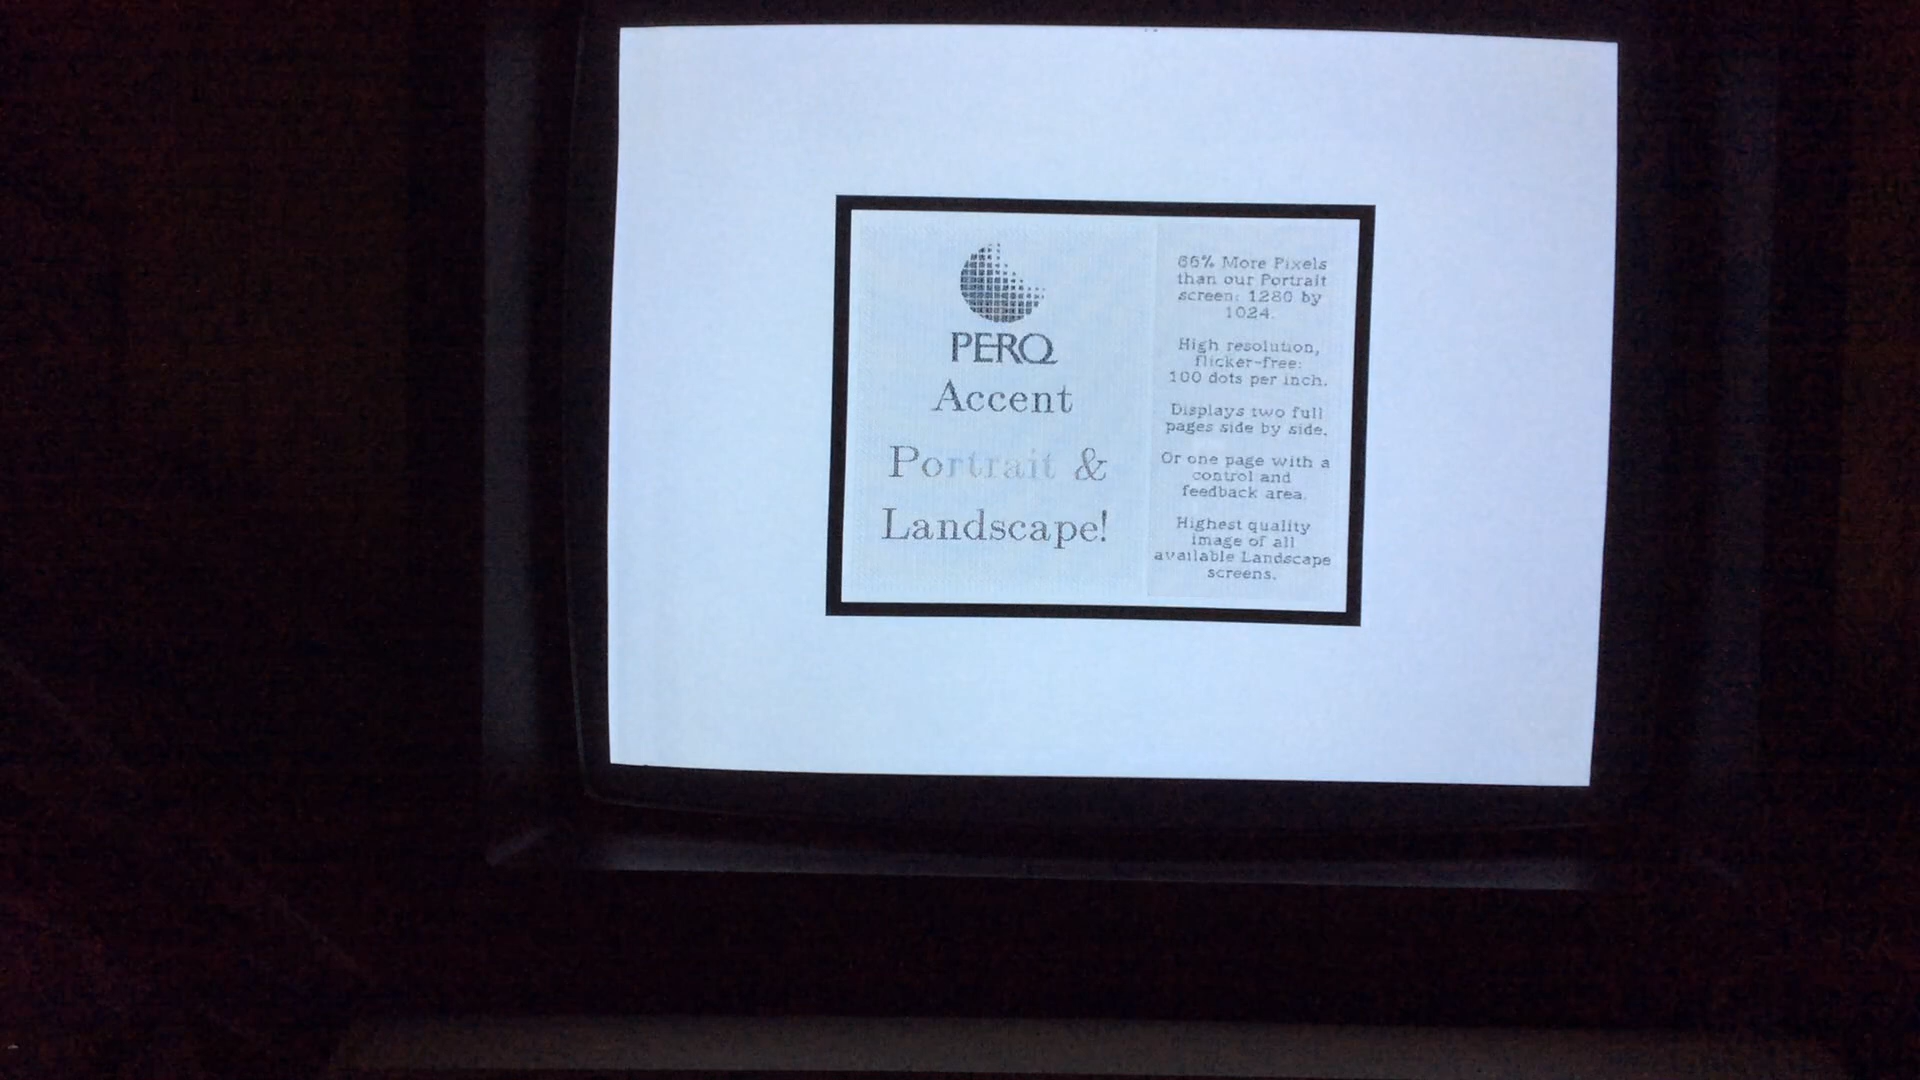 PERQ
Accent
Portrait &
Landscape!
66% More Pixels
than our Portrait
screen: 1280 by
1024.
High resolution,
flicker-free:
100 dots per inch.
Displays two full
pages side by side.
Or one page with a
control and
feedback area.
Highest quality
image of all
available Landscape
screens.